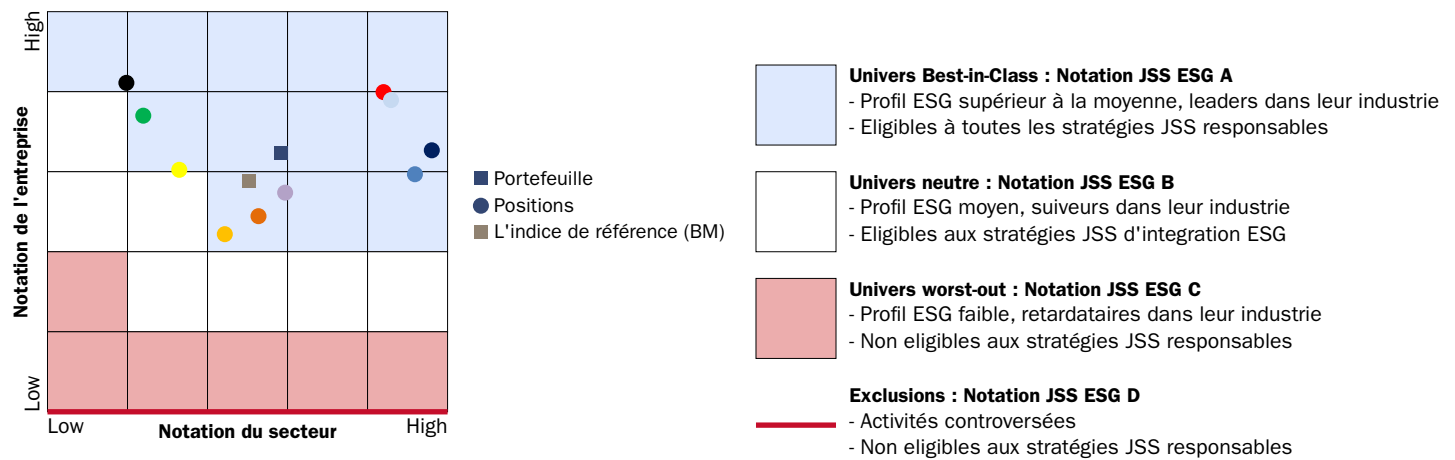 High
Notation de l'entreprise
Low
Low
Notation du secteur
High
Portefeuille
Positions
L'indice de référence (BM)
Univers Best-in-Class : Notation JSS ESG A
- Profil ESG supérieur à la moyenne, leaders dans leur industrie
- Eligibles à toutes les stratégies JSS responsables
Univers neutre : Notation JSS ESG B
- Profil ESG moyen, suiveurs dans leur industrie
- Eligibles aux stratégies JSS d'integration ESG
Univers worst-out : Notation JSS ESG C
- Profil ESG faible, retardataires dans leur industrie
- Non eligibles aux stratégies JSS responsables
Exclusions : Notation JSS ESG D
- Activités controversées
- Non eligibles aux stratégies JSS responsables